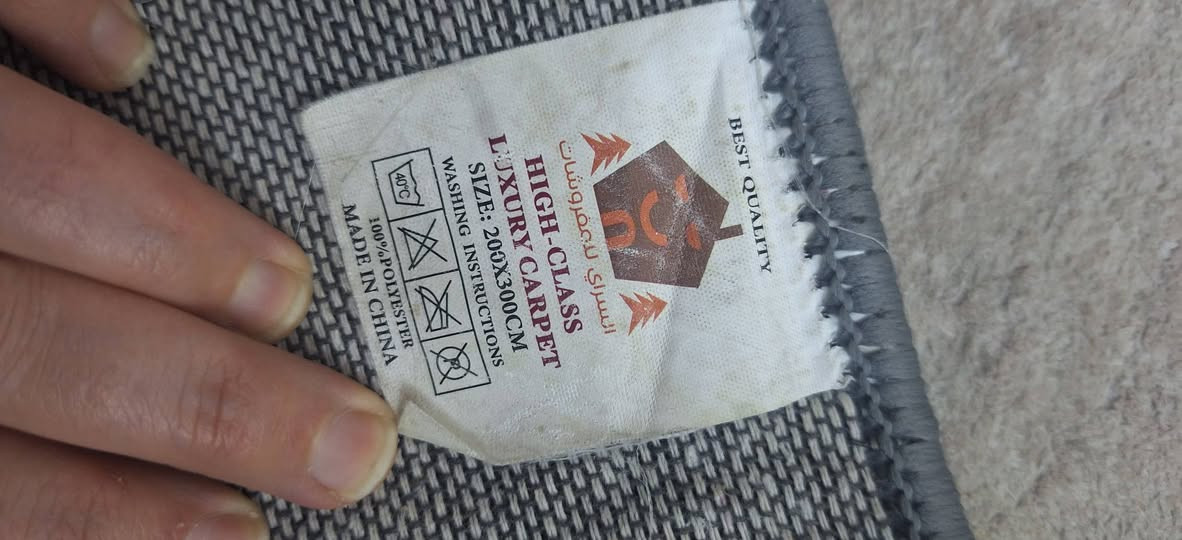 BEST QUALITY
السراي للمفروشات
HIGH-CLASS
LUXURY CARPET
SIZE: 200X300CM
WASHING INSTRUCTIONS
40°C
P
100%POLYESTER
MADE IN CHINA